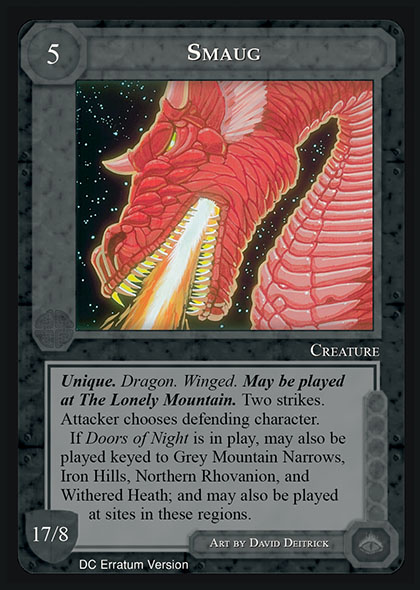 5
Smaug
Creature
Unique. Dragon. Winged. May be played
at The Lonely Mountain. Two strikes.
Attacker chooses defending character.
If Doors of Night is in play, may also be
played keyed to Grey Mountain Narrows,
Iron Hills, Northern Rhovanion, and
Withered Heath; and may also be played
at sites in these regions.
17/8
Art by David Deitrick
DC Erratum Version